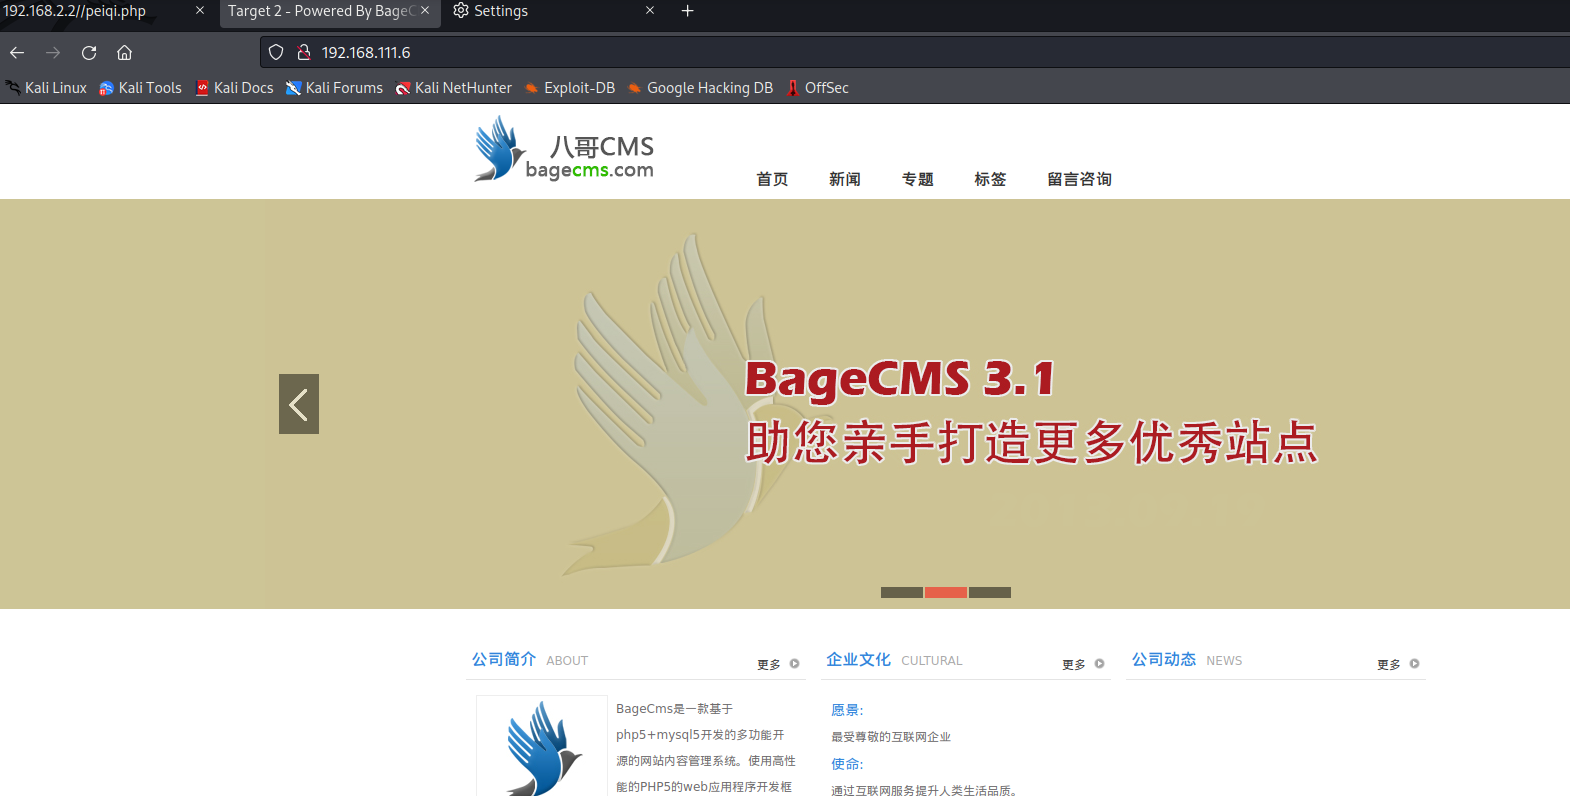 192.168.2.2//peiqi.php
Target 2 - Powered By BageC
Settings
192.168.111.6
Kali Linux
Kali Tools
Kali Docs
Kali Forums
Kali NetHunter
Exploit-DB
Google Hacking DB
OffSec
八哥CMS
bagecms.com
首页 新闻 专题 标签 留言咨询
BageCMS 3.1
助您亲手打造更多优秀站点
公司简介 ABOUT 更多
BageCms是一款基于
php5+mysql5开发的多功能开
源的网站内容管理系统。使用高性
能的PHP5的web应用程序开发框
企业文化 CULTURAL 更多
愿景:
最受尊敬的互联网企业
使命:
通过互联网服务提升人类生活品质。
公司动态 NEWS 更多